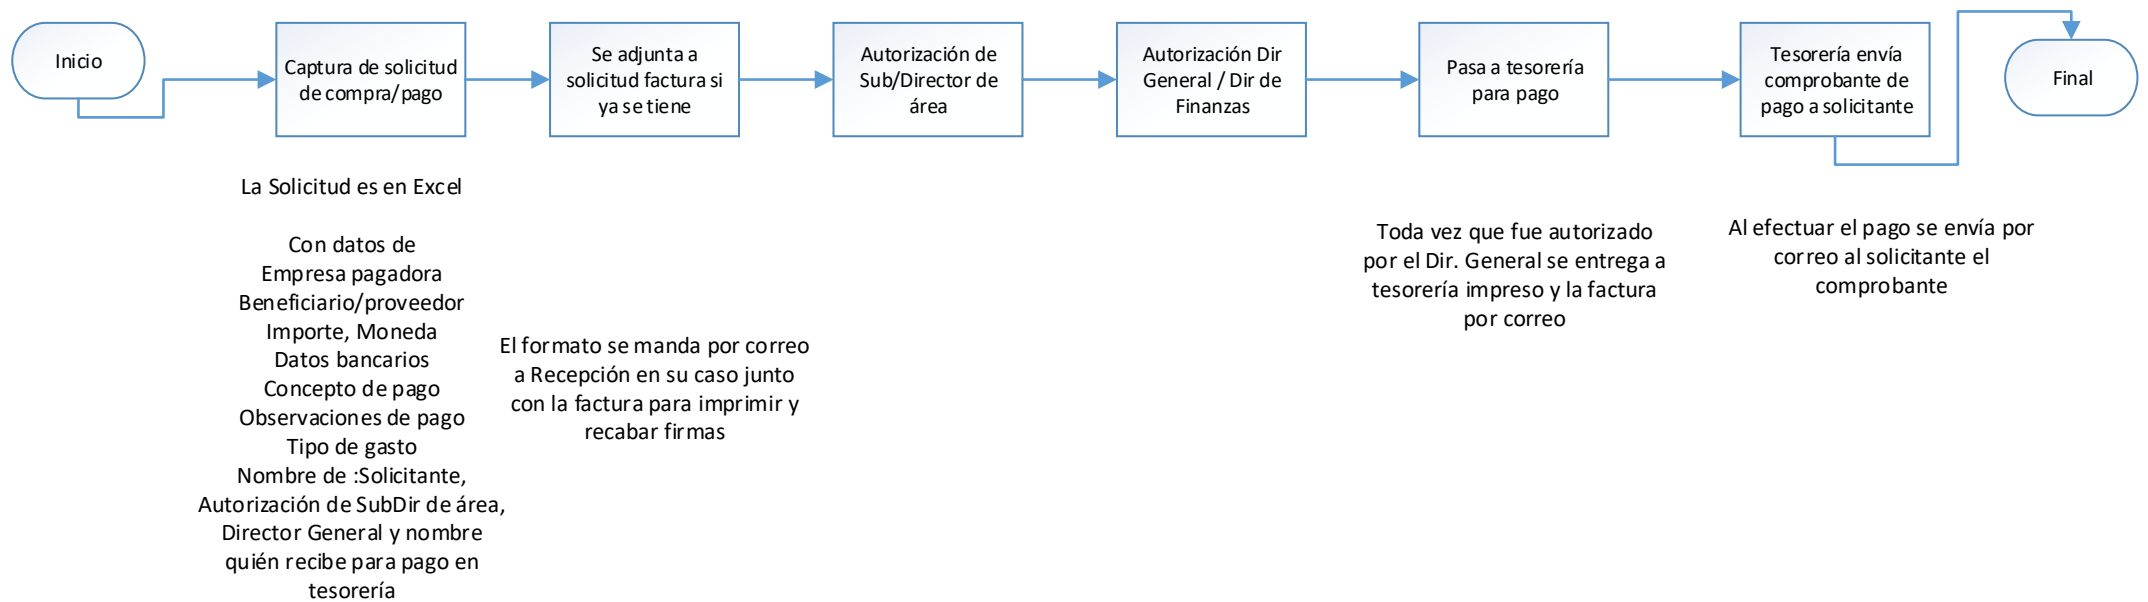 Inicio
Captura de solicitud
de compra/pago
Se adjunta a
solicitud factura si
ya se tiene
Autorización de
Sub/Director de
área
Autorización Dir
General / Dir de
Finanzas
Pasa a tesorería
para pago
Tesorería envía
comprobante de
pago a solicitante
Final
La Solicitud es en Excel
Con datos de
Empresa pagadora
Beneficiario/proveedor
Importe, Moneda
Datos bancarios
Concepto de pago
Observaciones de pago
Tipo de gasto
Nombre de :Solicitante,
Autorización de SubDir de área,
Director General y nombre
quién recibe para pago en
tesorería
El formato se manda por correo
a Recepción en su caso junto
con la factura para imprimir y
recabar firmas
Toda vez que fue autorizado
por el Dir. General se entrega a
tesorería impreso y la factura
por correo
Al efectuar el pago se envía por
correo al solicitante el
comprobante